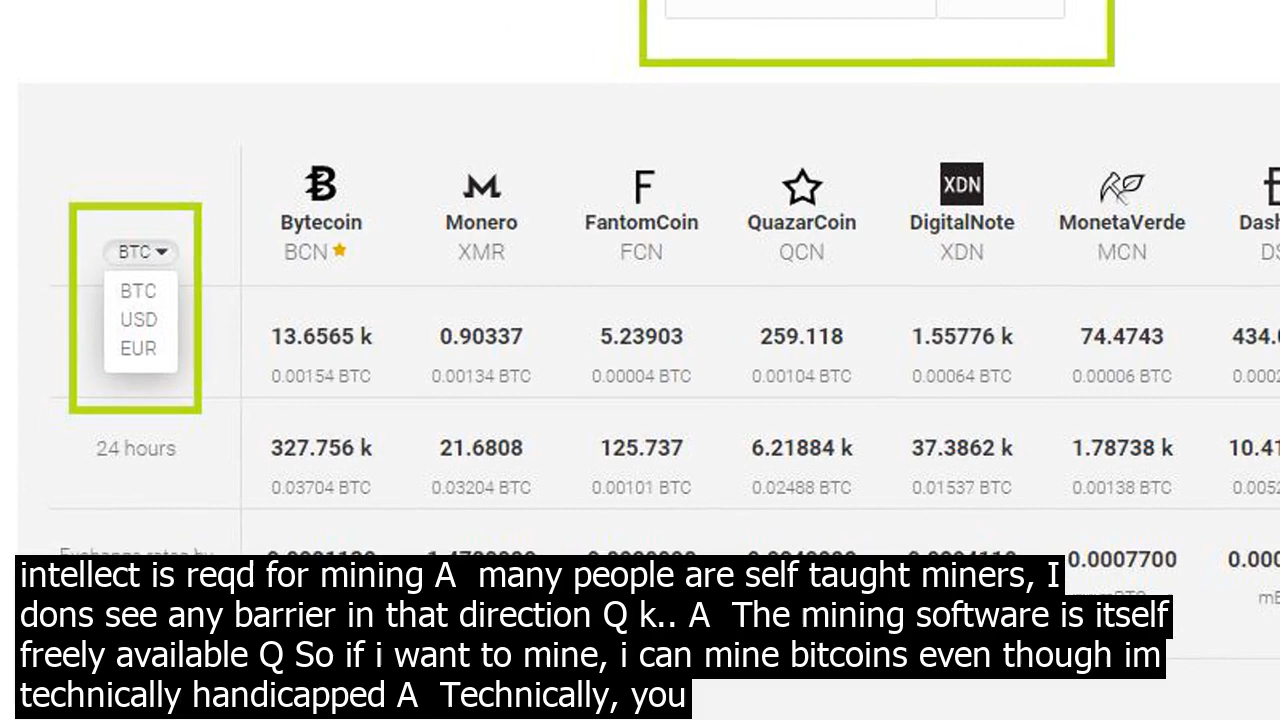 BTC
BTC
USD
EUR
Bytecoin Monero FantomCoin QuazarCoin DigitalNote MonetaVerde
BCN XMR FCN QCN XDN MCN
XDN
13.6565 k 0.90337 5.23903 259.118 1.55776 k 74.4743
0.00154 BTC 0.00134 BTC 0.00004 BTC 0.00104 BTC 0.00064 BTC 0.00006 BTC
24 hours 327.756 k 21.6808 125.737 6.21884 k 37.3862 k 1.78738 k
0.03704 BTC 0.03204 BTC 0.00101 BTC 0.02488 BTC 0.01537 BTC 0.00138 BTC
0.0007700
intellect is reqd for mining A many people are self taught miners, I
dons see any barrier in that direction Q k.. A The mining software is itself
freely available Q So if i want to mine, i can mine bitcoins even though im
technically handicapped A Technically, you